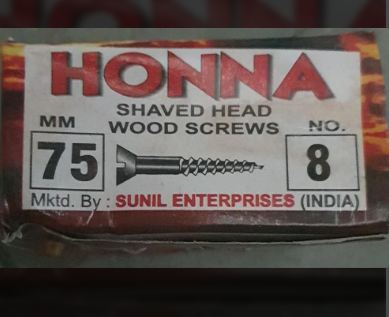 HONNA
SHAVED HEAD
WOOD SCREWS
MM
75
NO.
8
Mktd. By : SUNIL ENTERPRISES (INDIA)